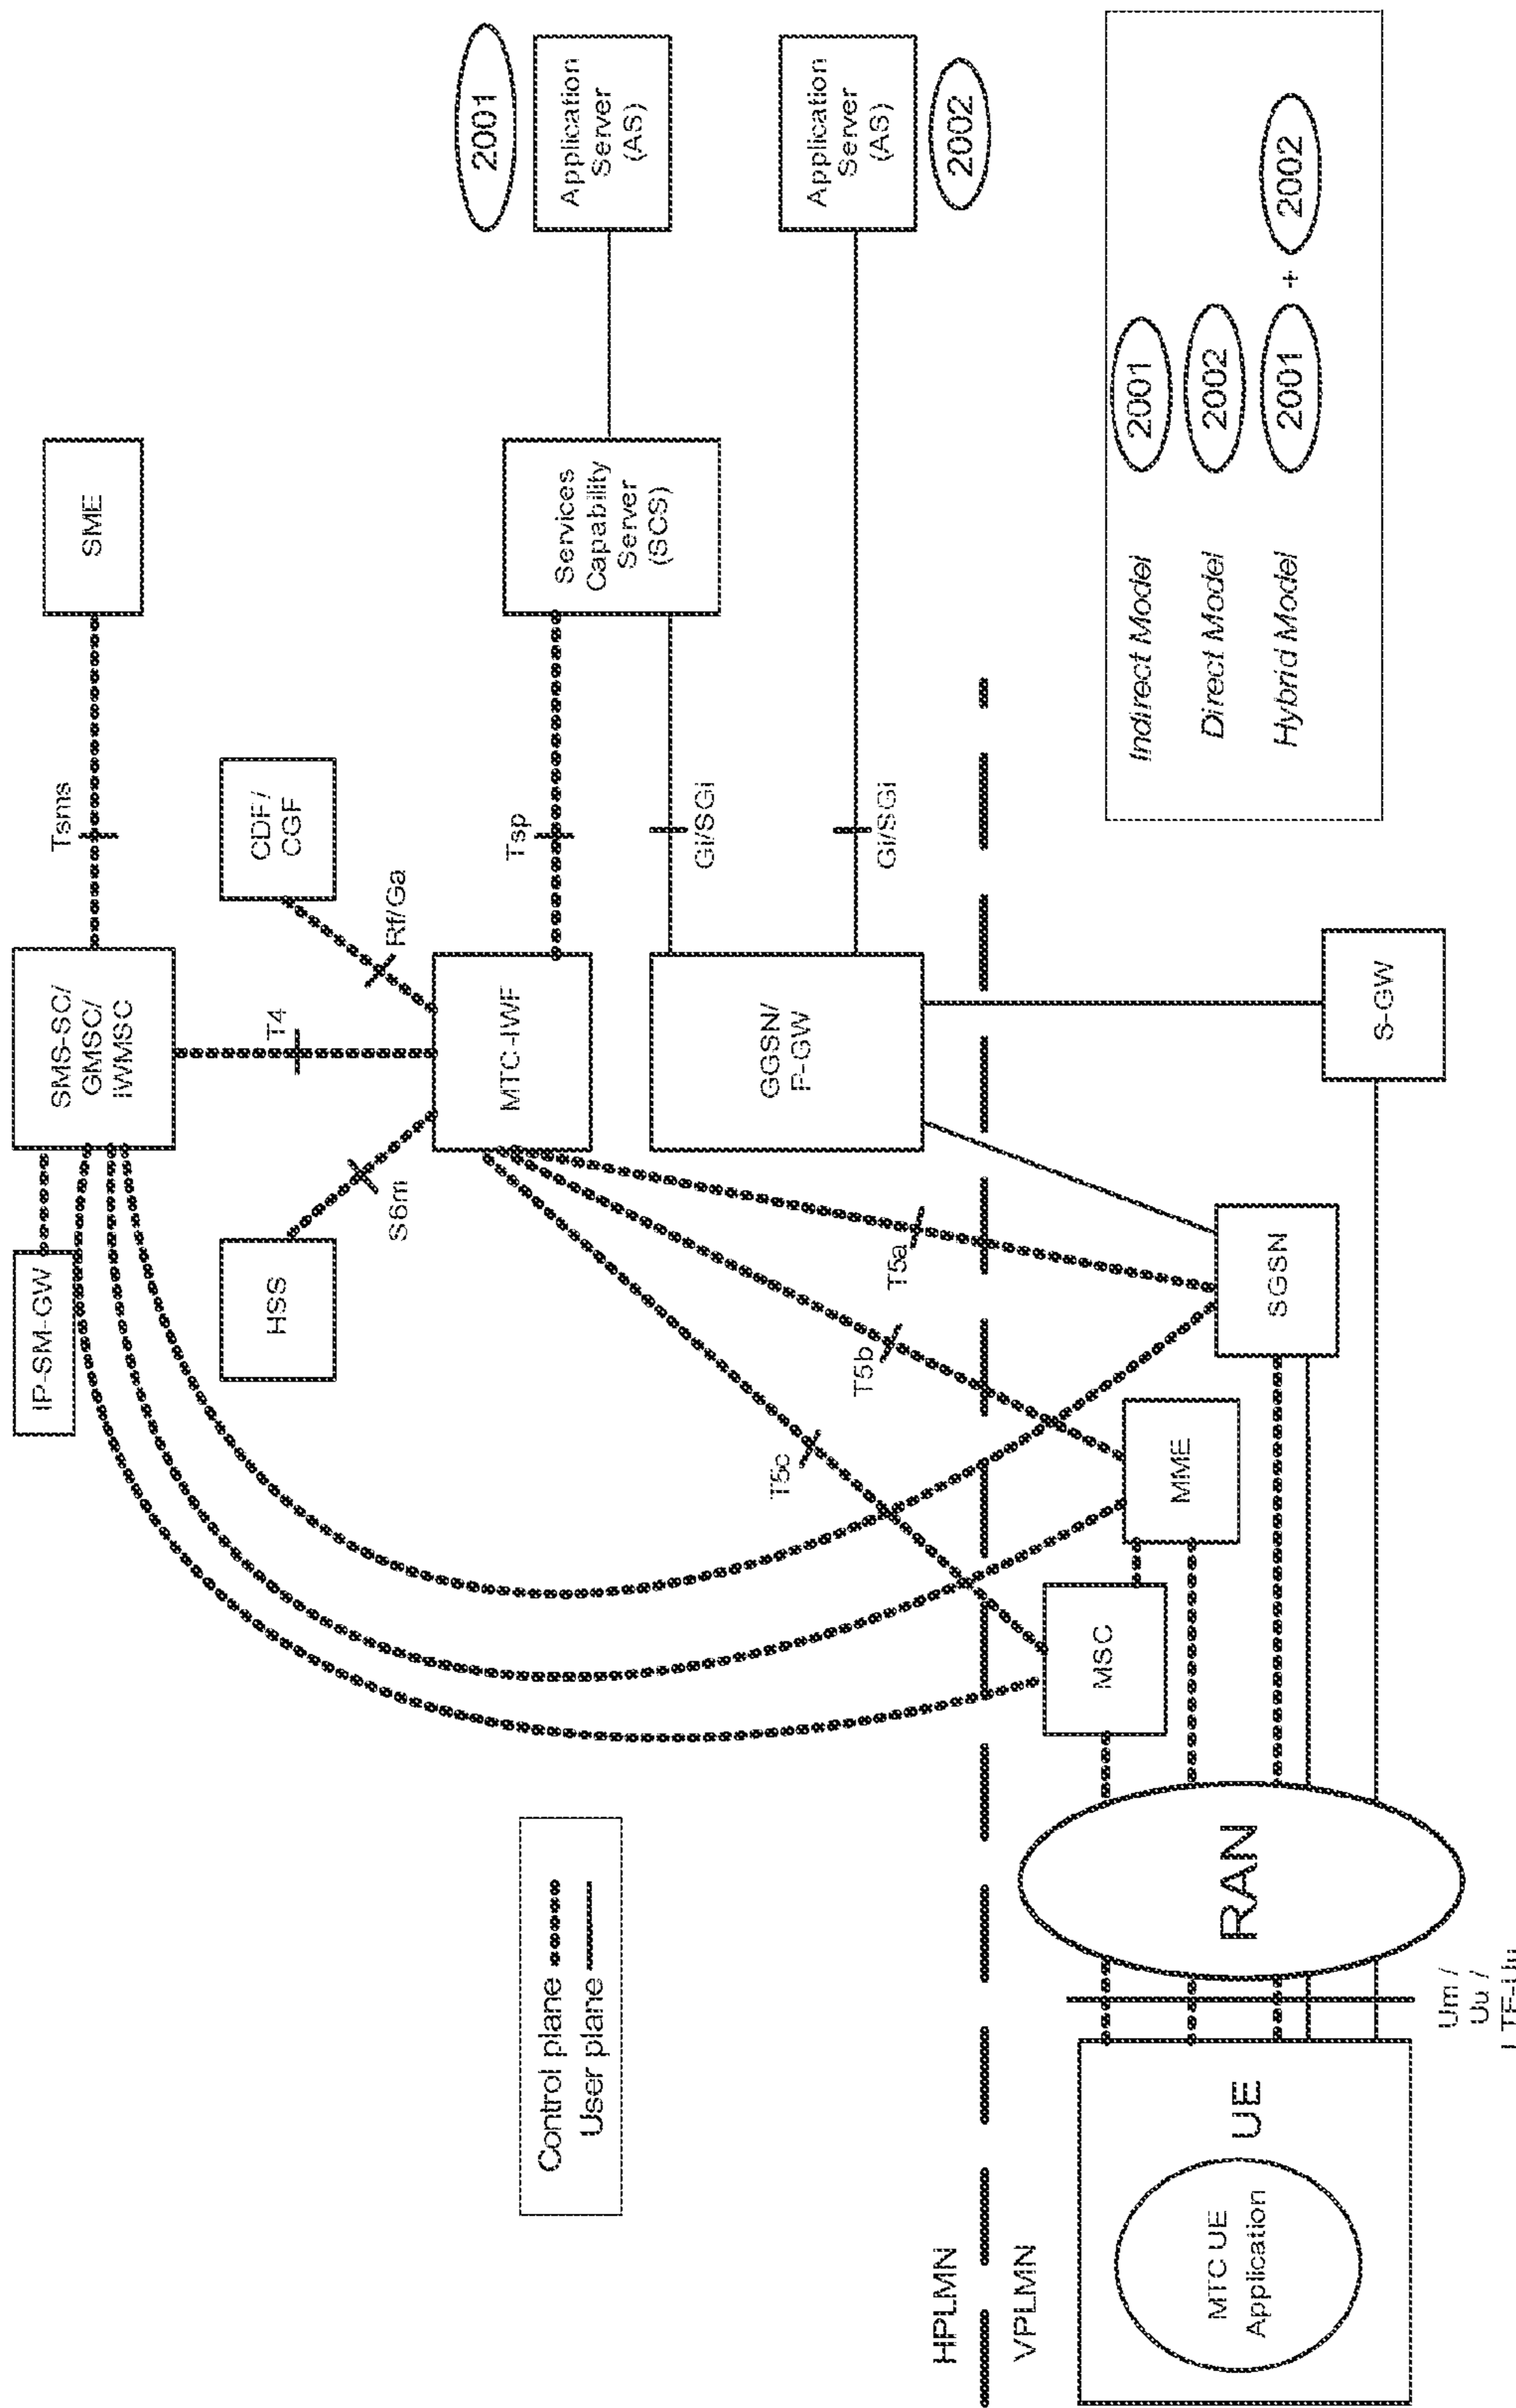 SMS-SC/
GMSC/
IWMSC
Tsms
SME
IP-SM-GW
T4
CDF/
CGF
Rf/Ga
HSS
S6m
MTC-IWF
Tsp
Services
Capability
Server
(SCS)
2001
Application
Server
(AS)
Control plane
User plane
GGSN/
P-GW
Gi/SGi
Gi/SGi
Application
Server
(AS)
2002
T5c
T5b
T5a
HPLMN
VPLMN
MTC UE
Application
UE
Um /
Uu /
LTE-Uu
RAN
MSC
MME
SGSN
S-GW
Indirect Model 2001
Direct Model 2002
Hybrid Model 2001 + 2002